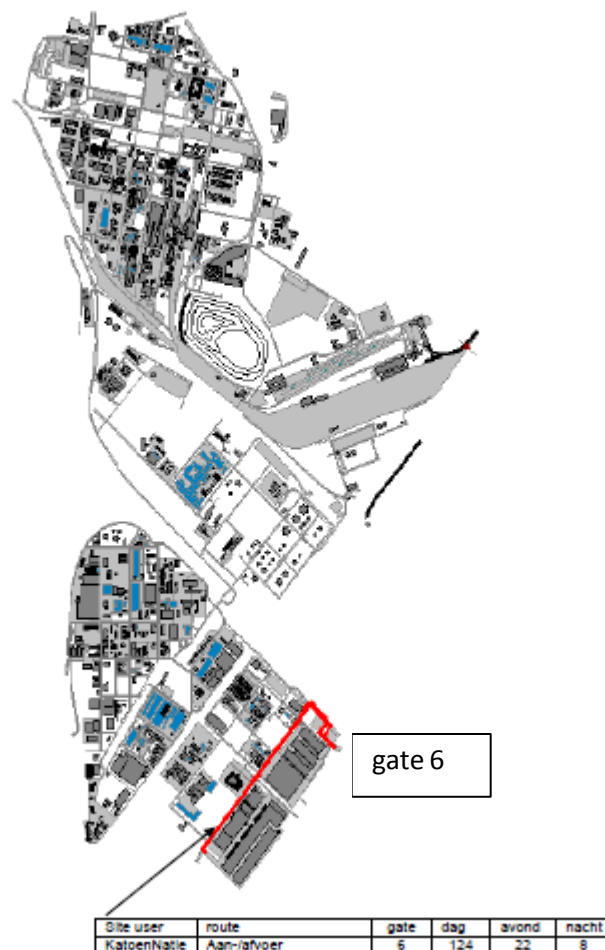 gate 6
Site user route gate dag avond nacht
KatoenNatie Aan-/afvoer 6 124 22 8